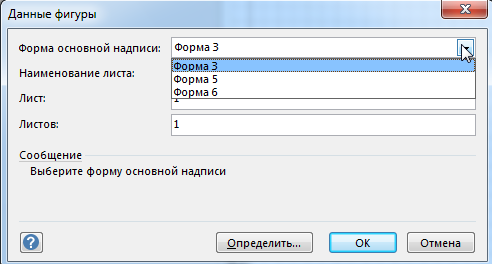 Данные фигуры
Форма основной надписи: Форма 3
Форма 3
Наименование листа:
Форма 5
Форма 6
Лист: 1
Листов: 1
Сообщение
Выберите форму основной надписи
?
Определить...
ОК
Отмена